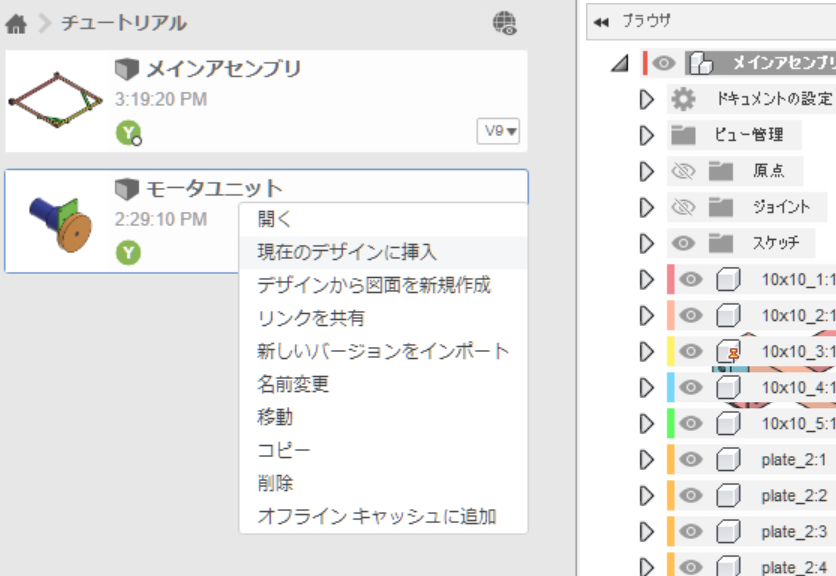 チュートリアル
メインアセンブリ
3:19:20 PM
Y
V9▼
モータユニット
2:29:10 PM
Y
開く
現在のデザインに挿入
デザインから図面を新規作成
リンクを共有
新しいバージョンをインポート
名前変更
移動
コピー
削除
オフライン キャッシュに追加
ブラウザ
メインアセンブリ
ドキュメントの設定
ビュー管理
原点
ジョイント
スケッチ
10x10_1:1
10x10_2:1
10x10_3:1
10x10_4:1
10x10_5:1
plate_2:1
plate_2:2
plate_2:3
plate_2:4